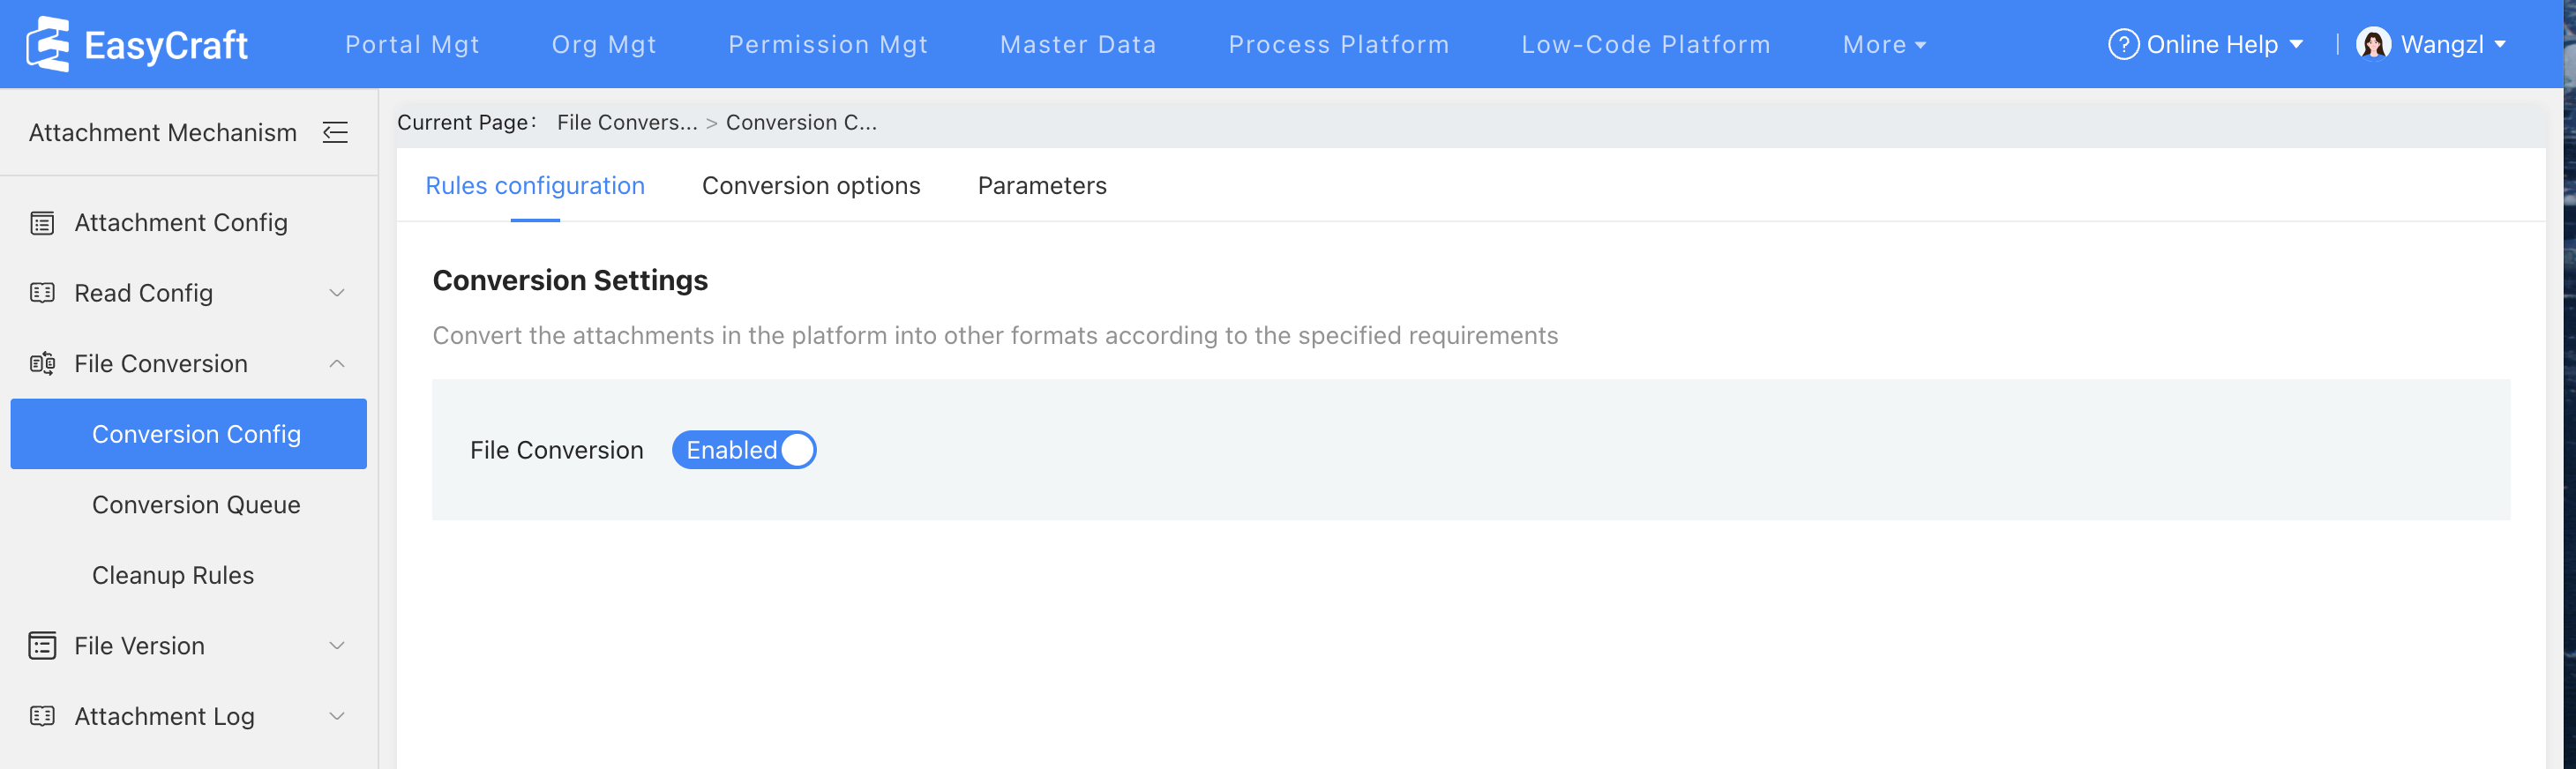 EasyCraft
Portal Mgt
Org Mgt
Permission Mgt
Master Data
Process Platform
Low-Code Platform
More
Online Help
Wangzl
Attachment Mechanism
Attachment Config
Read Config
File Conversion
Conversion Config
Conversion Queue
Cleanup Rules
File Version
Attachment Log
Current Page: File Convers... > Conversion C...
Rules configuration
Conversion options
Parameters
Conversion Settings
Convert the attachments in the platform into other formats according to the specified requirements
File Conversion Enabled